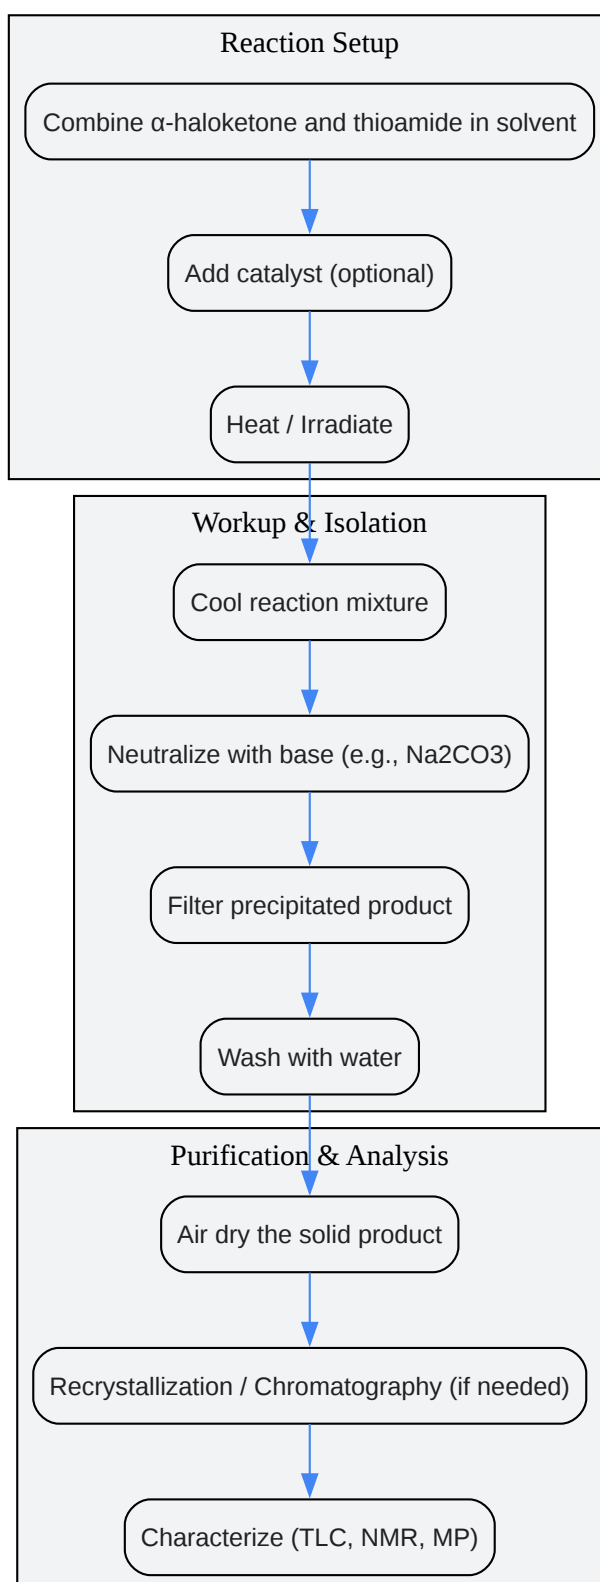 Reaction Setup
Combine α-haloketone and thioamide in solvent
Add catalyst (optional)
Heat / Irradiate
Workup & Isolation
Cool reaction mixture
Neutralize with base (e.g., Na2CO3)
Filter precipitated product
Wash with water
Purification & Analysis
Air dry the solid product
Recrystallization / Chromatography (if needed)
Characterize (TLC, NMR, MP)